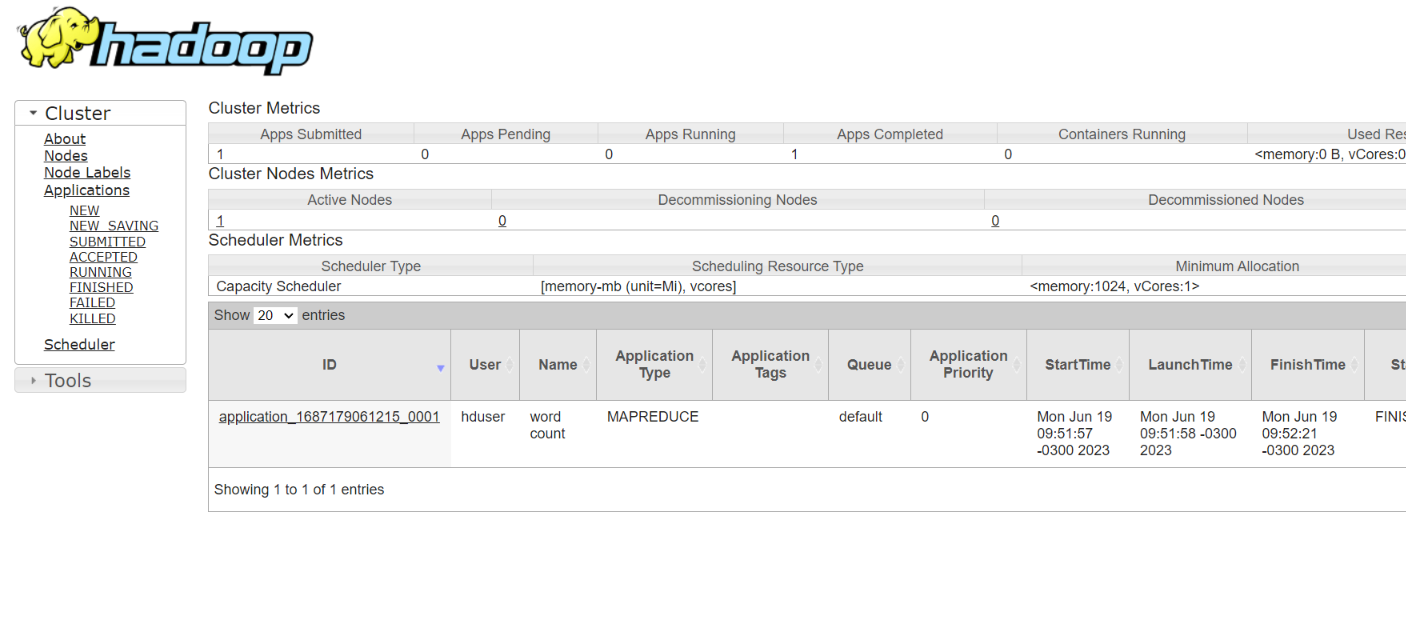 hadoop
Cluster
About
Nodes
Node Labels
Applications
NEW
NEW_SAVING
SUBMITTED
ACCEPTED
RUNNING
FINISHED
FAILED
KILLED
Scheduler
Tools
Cluster Metrics
Apps Submitted Apps Pending Apps Running Apps Completed Containers Running Used Res
1 0 0 1 0 <memory:0 B, vCores:0
Cluster Nodes Metrics
Active Nodes Decommissioning Nodes Decommissioned Nodes
1 0 0
Scheduler Metrics
Scheduler Type Scheduling Resource Type Minimum Allocation
Capacity Scheduler [memory-mb (unit=Mi), vcores] <memory:1024, vCores:1>
Show 20 entries
ID User Name Application Type Application Tags Queue Application Priority StartTime LaunchTime FinishTime St
application_1687179061215_0001 hduser word count MAPREDUCE default 0 Mon Jun 19 09:51:57 -0300 2023 Mon Jun 19 09:51:58 -0300 2023 Mon Jun 19 09:52:21 -0300 2023 FINIS
Showing 1 to 1 of 1 entries